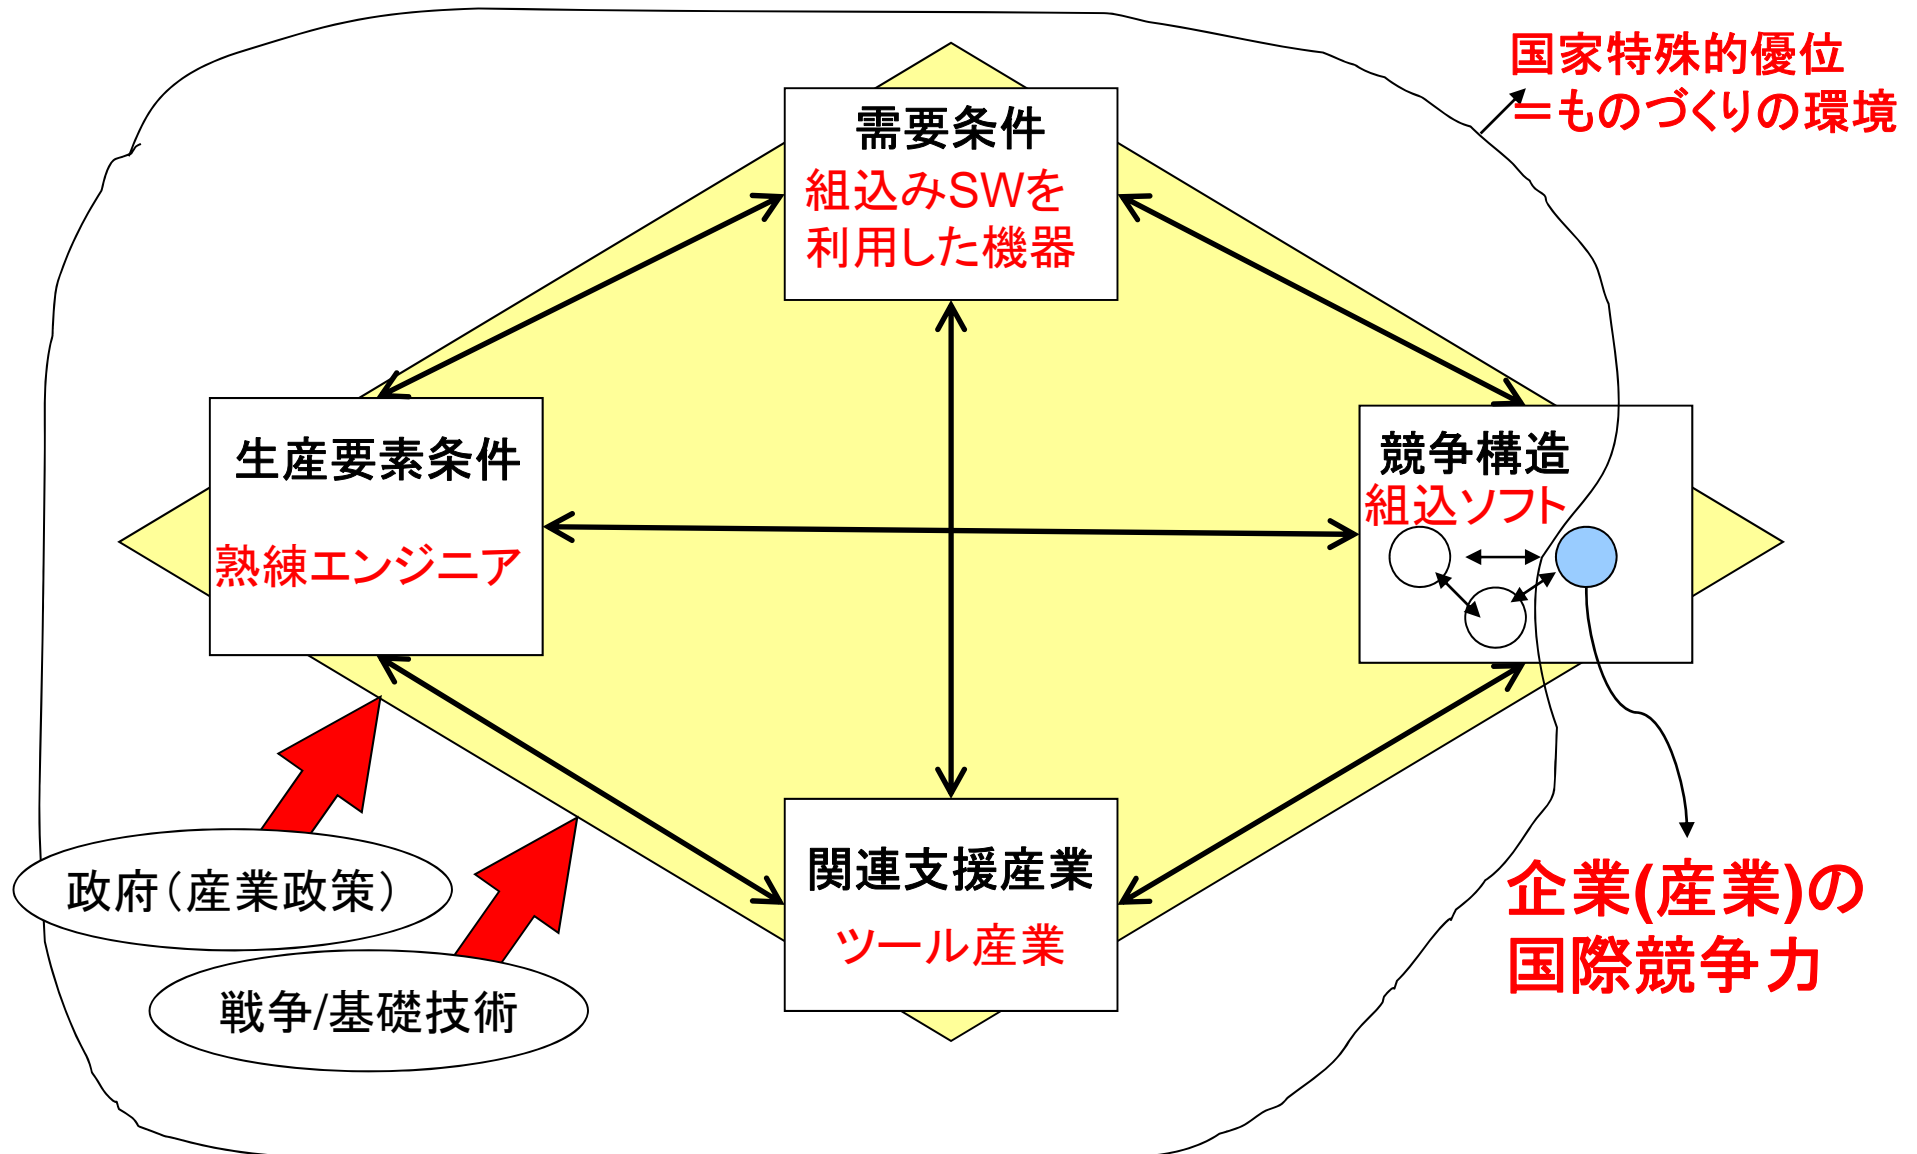 国家特殊的優位
＝ものづくりの環境
需要条件
組込みSWを
利用した機器
生産要素条件
熟練エンジニア
競争構造
組込ソフト
関連支援産業
ツール産業
政府（産業政策）
戦争/基礎技術
企業(産業)の
国際競争力